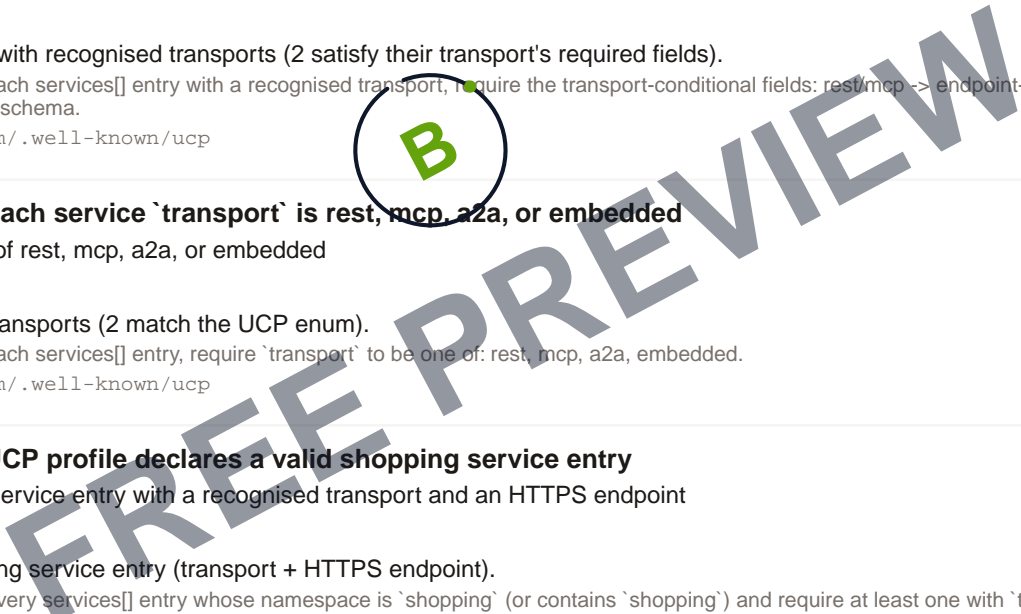 with recognised transports (2 satisfy their transport's required fields).
ach services[] entry with a recognised transport, require the transport-conditional fields: rest/mcp -> endpoint-
schema.
/.well-known/ucp
B
ach service `transport` is rest, mcp, a2a, or embedded
of rest, mcp, a2a, or embedded
ansports (2 match the UCP enum).
ach services[] entry, require `transport` to be one of: rest, mcp, a2a, embedded.
/.well-known/ucp
UCP profile declares a valid shopping service entry
ervice entry with a recognised transport and an HTTPS endpoint
ng service entry (transport + HTTPS endpoint).
very services[] entry whose namespace is `shopping` (or contains `shopping`) and require at least one with `t
FREE PREVIEW